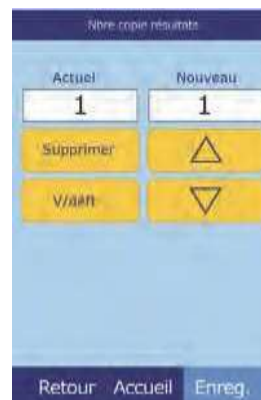 Nbre copie résultats
Actuel Nouveau
1 1
Supprimer
V/déft
Retour Accueil Enreg.